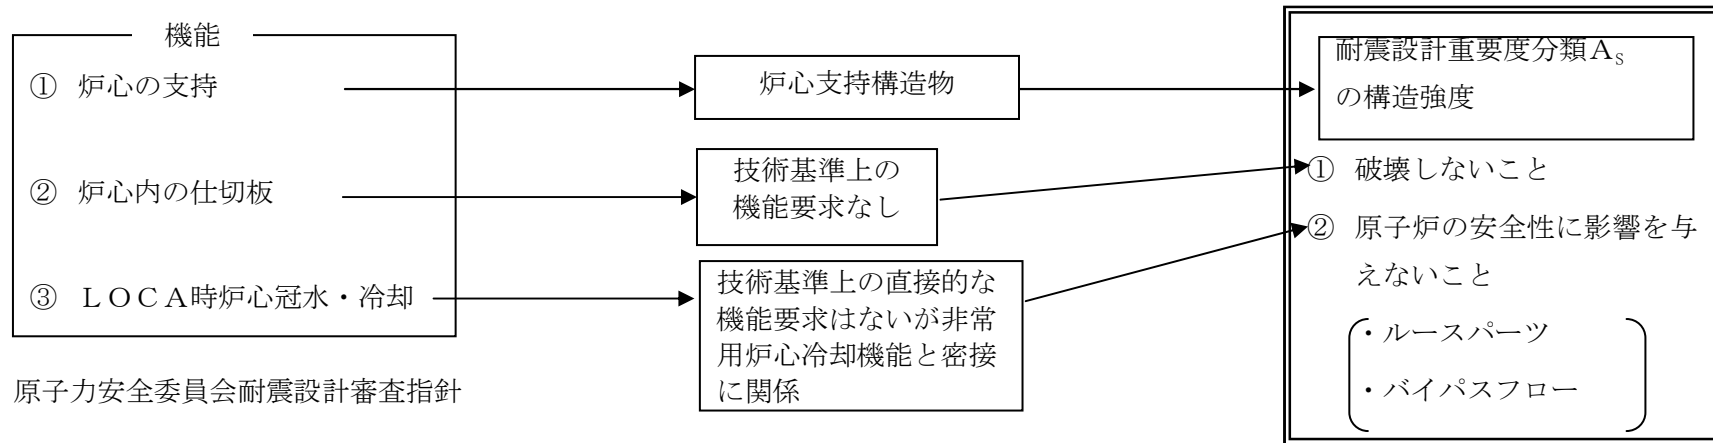 機能
① 炉心の支持
② 炉心内の仕切板
③ ＬＯＣＡ時炉心冠水・冷却
原子力安全委員会耐震設計審査指針
炉心支持構造物
技術基準上の
機能要求なし
技術基準上の直接的な
機能要求はないが非常
用炉心冷却機能と密接
に関係
耐震設計重要度分類Ａs
の構造強度
① 破壊しないこと
② 原子炉の安全性に影響を与
えないこと
・ルースパーツ
・バイパスフロー